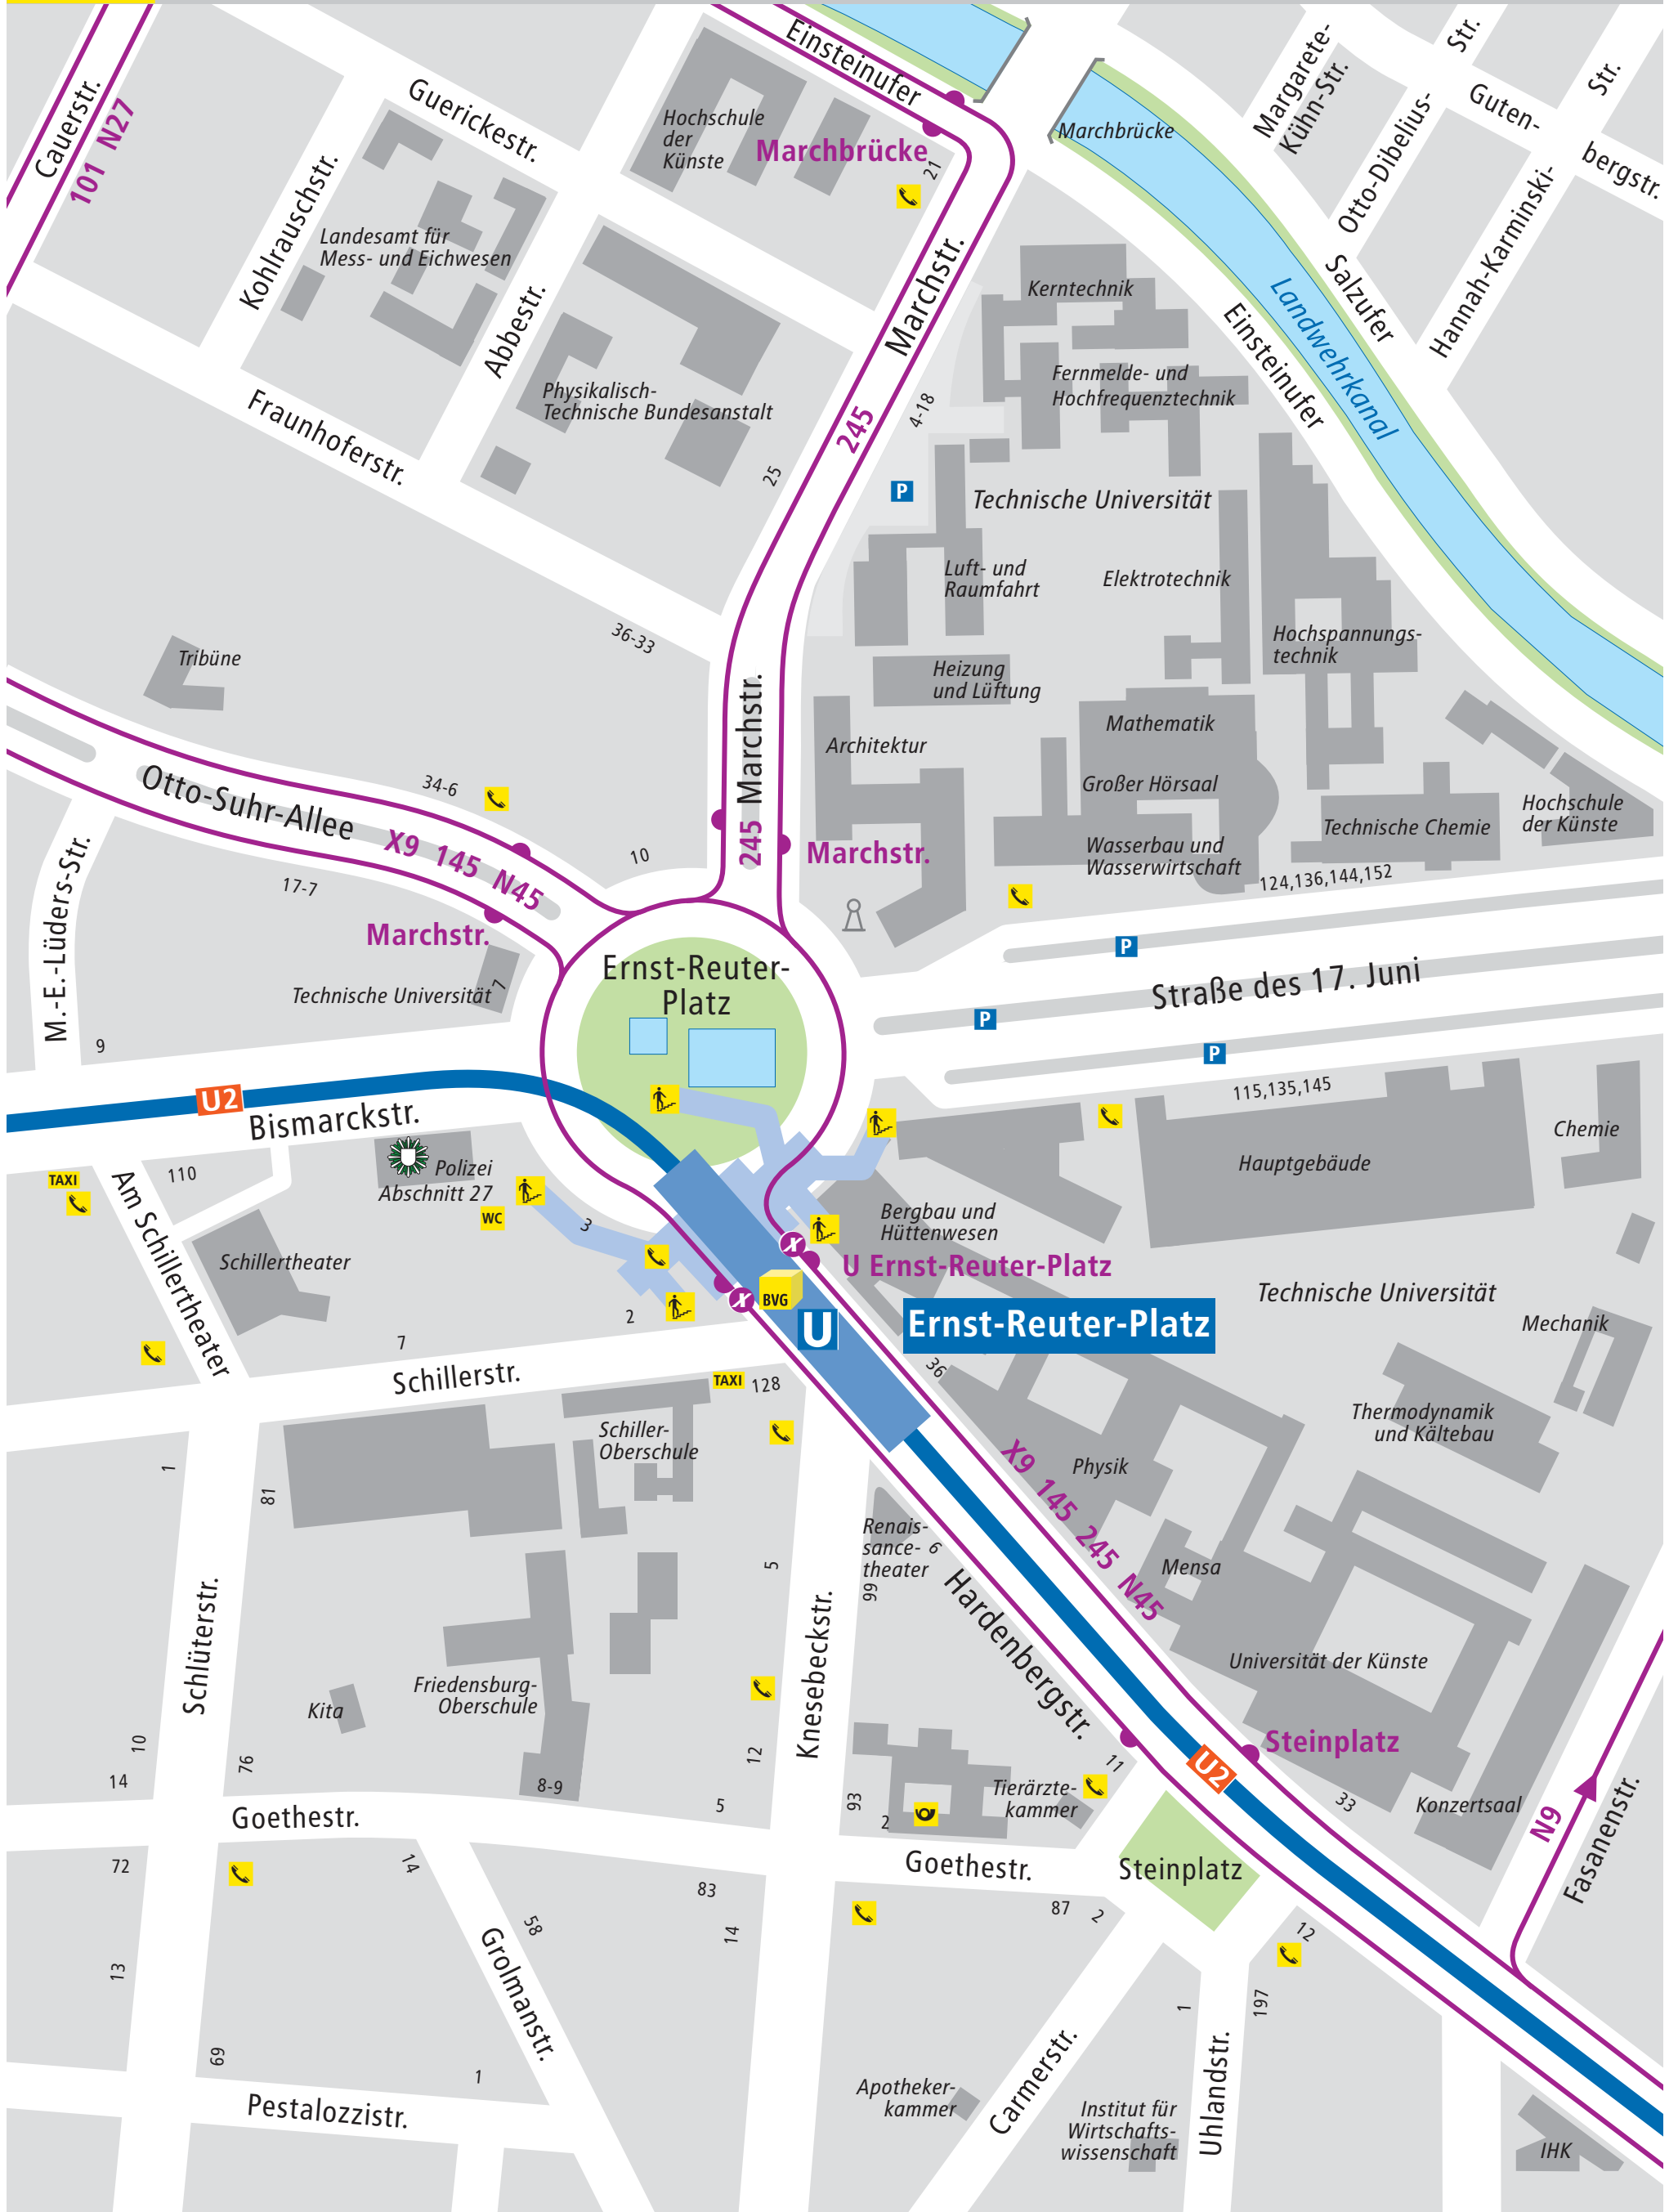 Cauerstr.
101 N27
Guerickestr.
Kohlrauschstr.
Landesamt für
Mess- und Eichwesen
Abbestr.
Fraunhoferstr.
Hochschule
der
Künste
Einsteinufer
Marchbrücke
21
Marchbrücke
Margarete-
Kühn-Str.
Str.
Otto-Dibelius-
Guten-
bergstr.
Str.
Hannah-Karminski-
Salzufer
Landwehrkanal
Einsteinufer
Marchstr.
245
4-18
25
Physikalisch-
Technische Bundesanstalt
Kerntechnik
Fernmelde- und
Hochfrequenztechnik
P
Technische Universität
Luft- und
Raumfahrt
Elektrotechnik
Hochspannungs-
technik
Heizung
und Lüftung
Mathematik
Architektur
Großer Hörsaal
Wasserbau und
Wasserwirtschaft
Technische Chemie
Hochschule
der Künste
36-33
Tribüne
Otto-Suhr-Allee
34-6
X9 145 N45
17-7
10
245 Marchstr.
Marchstr.
Marchstr.
M.-E.-Lüders-Str.
9
Technische Universität
7
Ernst-Reuter-
Platz
124,136,144,152
P
Straße des 17. Juni
P
P
115,135,145
U2
Bismarckstr.
TAXI
110
Am Schillertheater
Polizei
Abschnitt 27
WC
3
Schillertheater
2
7
Schillerstr.
Bergbau und
Hüttenwesen
Hauptgebäude
Chemie
X
X
BVG
U
U Ernst-Reuter-Platz
Ernst-Reuter-Platz
Technische Universität
Mechanik
36
Thermodynamik
und Kältebau
TAXI
128
Schiller-
Oberschule
1
81
Physik
X9 145 245 N45
Renais-
sance-
theater
6
99
5
Mensa
Hardenbergstr.
Knesebeckstr.
Schlüterstr.
Universität der Künste
Friedensburg-
Oberschule
Kita
10
14
76
8-9
5
12
93
2
Tierärzte-
kammer
11
Steinplatz
U2
33
Konzertsaal
N9
Fasanenstr.
Goethestr.
72
14
83
14
Goethestr.
Steinplatz
87
2
12
58
Grolmanstr.
13
69
1
Pestalozzistr.
1
197
Apotheker-
kammer
Carmerstr.
Institut für
Wirtschafts-
wissenschaft
Uhlandstr.
IHK